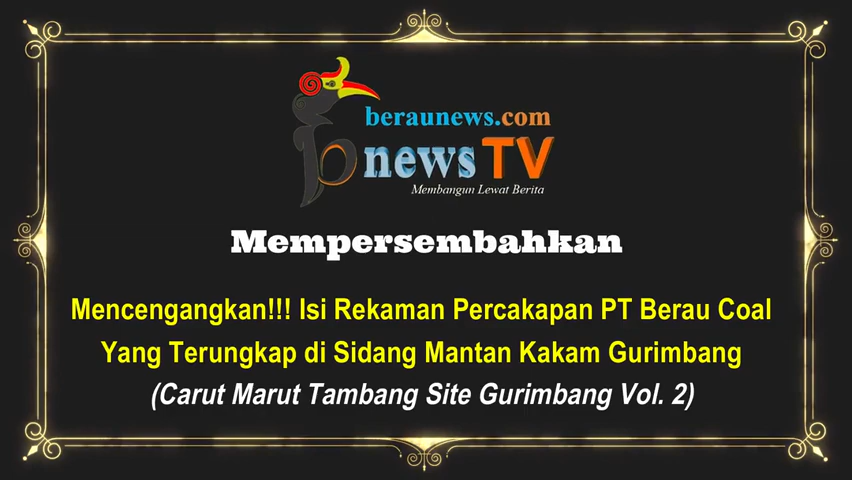 beraunews.com
bnewsTV
Membangun Lewat Berita
Mempersembahkan
Mencengangkan!!! Isi Rekaman Percakapan PT Berau Coal
Yang Terungkap di Sidang Mantan Kakam Gurimbang
(Carut Marut Tambang Site Gurimbang Vol. 2)